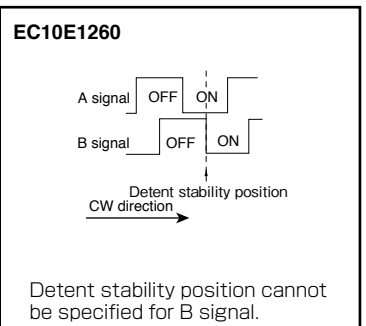 EC10E1260
A signal OFF ON
B signal OFF ON
Detent stability position
CW direction
Detent stability position cannot
be specified for B signal.